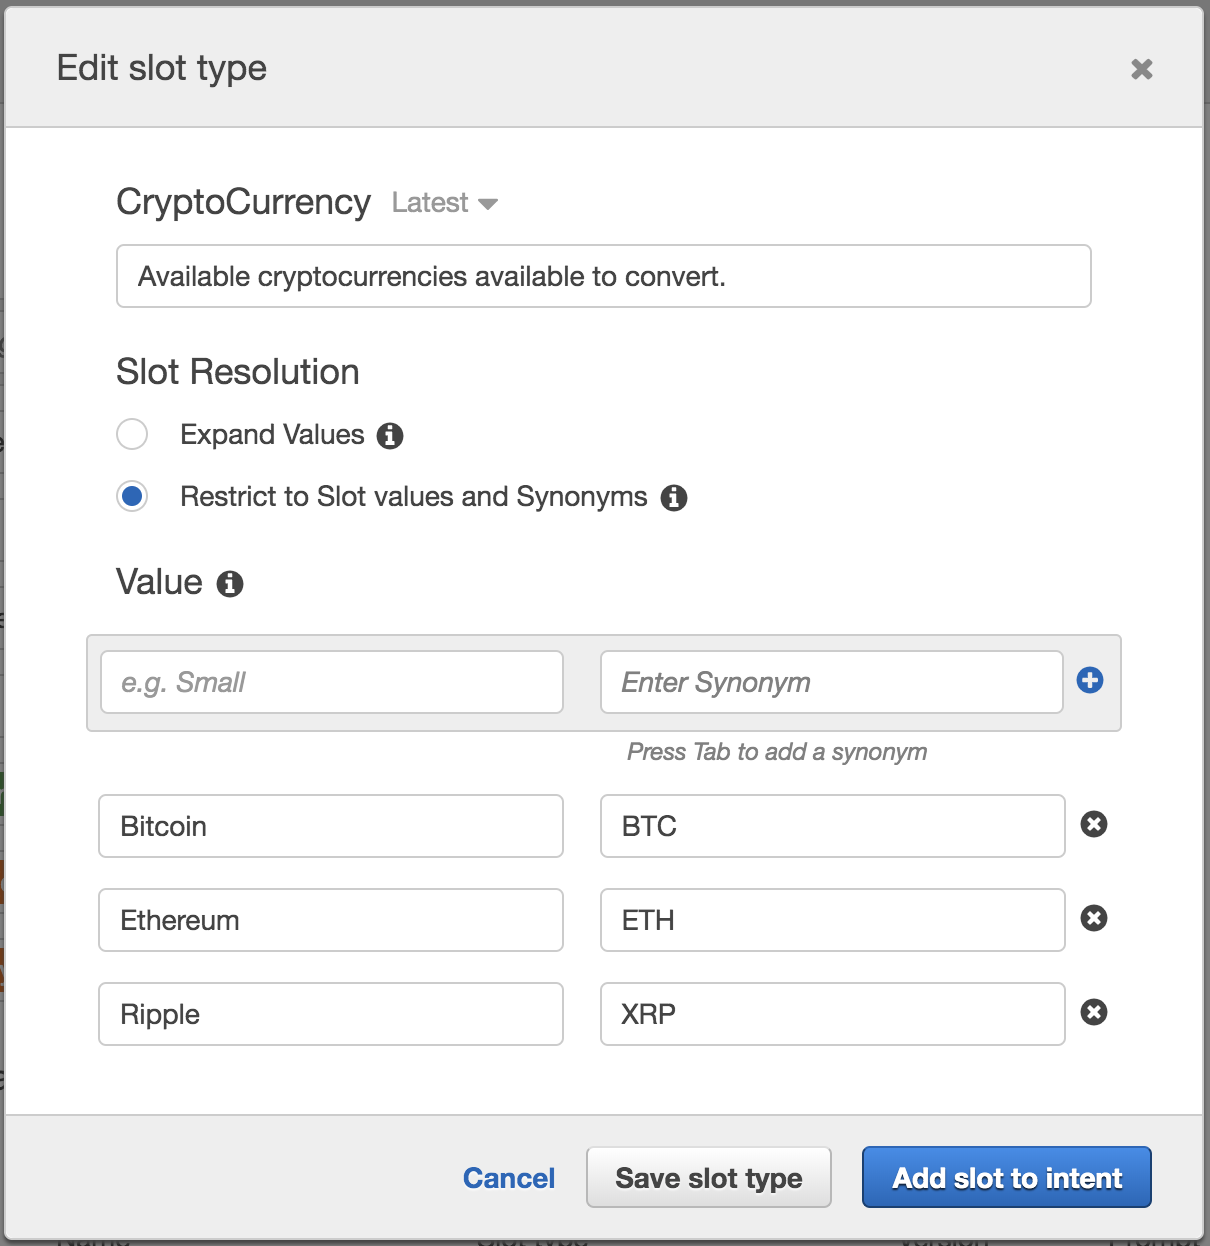 Edit slot type
CryptoCurrency Latest
Available cryptocurrencies available to convert.
Slot Resolution
Expand Values
Restrict to Slot values and Synonyms
Value
e.g. Small Enter Synonym
Press Tab to add a synonym
Bitcoin BTC
Ethereum ETH
Ripple XRP
Cancel Save slot type Add slot to intent